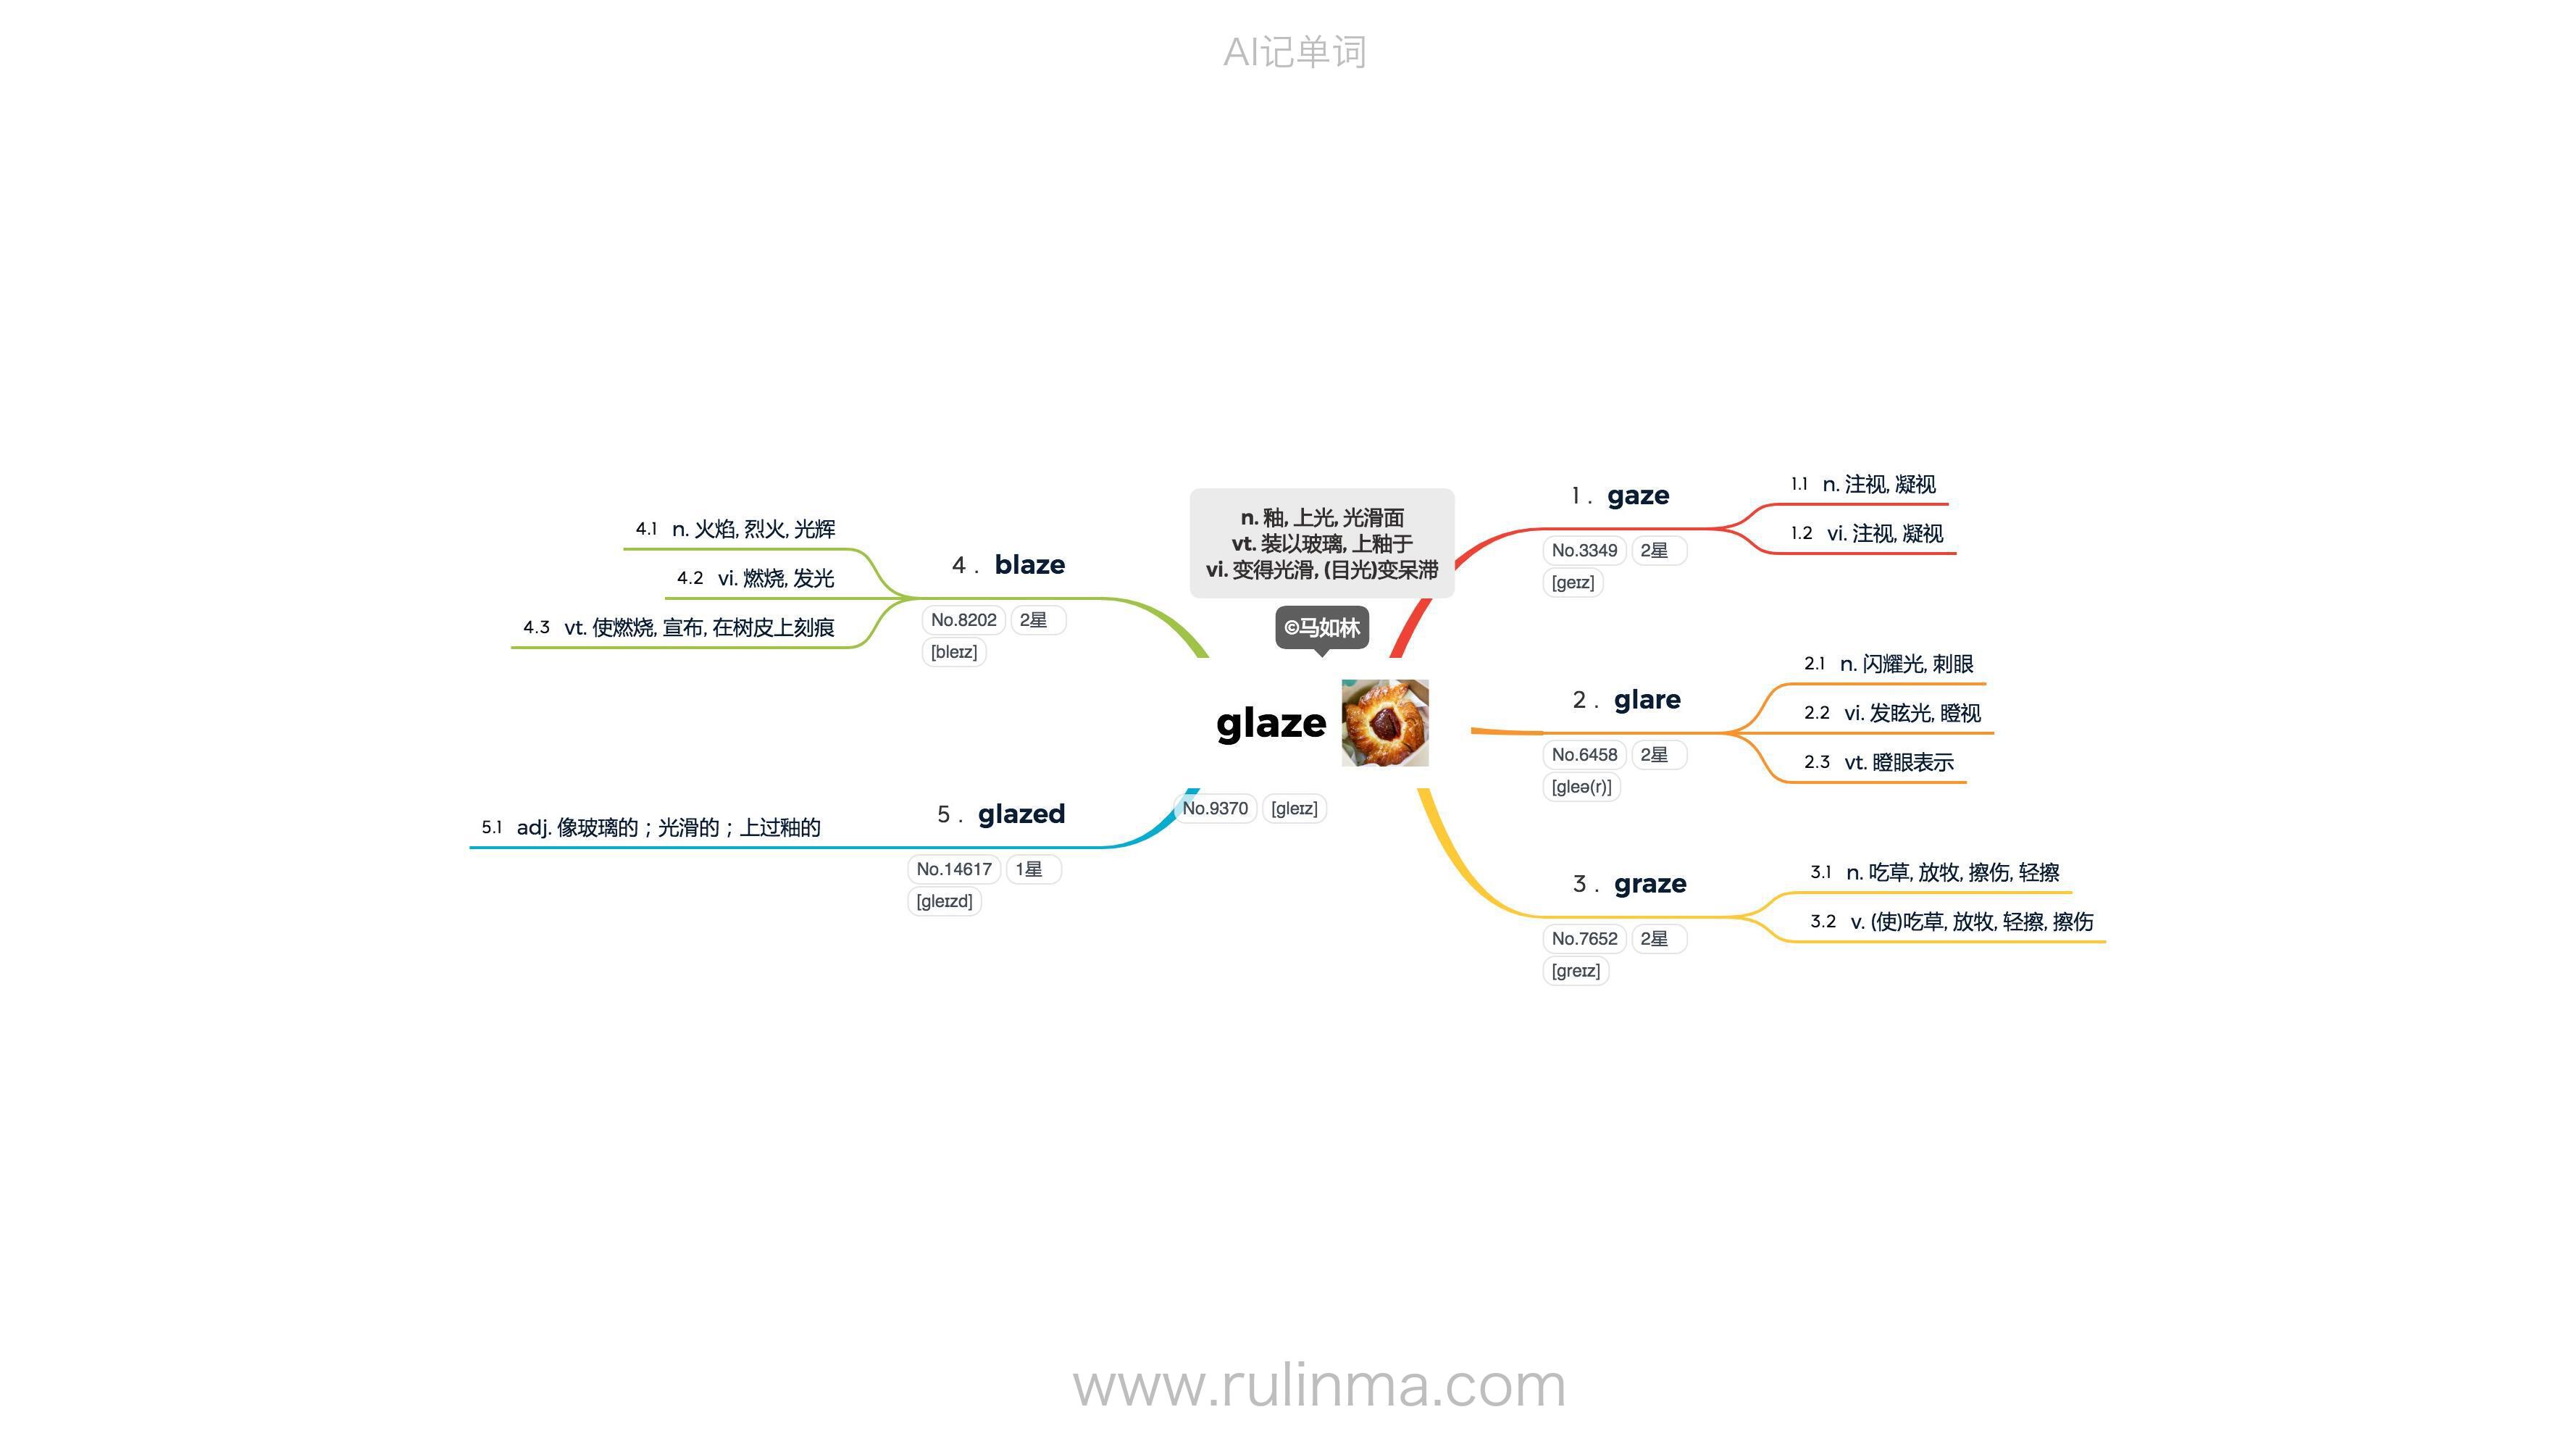 AI记单词
n. 釉, 上光, 光滑面
vt. 装以玻璃, 上釉于
vi. 变得光滑, (目光)变呆滞
©马如林
glaze
No.9370 [gleɪz]
1. gaze
No.3349 2星
[geɪz]
1.1 n. 注视, 凝视
1.2 vi. 注视, 凝视
2. glare
No.6458 2星
[gleə(r)]
2.1 n. 闪耀光, 刺眼
2.2 vi. 发眩光, 瞪视
2.3 vt. 瞪眼表示
3. graze
No.7652 2星
[greɪz]
3.1 n. 吃草, 放牧, 擦伤, 轻擦
3.2 v. (使)吃草, 放牧, 轻擦, 擦伤
4. blaze
No.8202 2星
[bleɪz]
4.1 n. 火焰, 烈火, 光辉
4.2 vi. 燃烧, 发光
4.3 vt. 使燃烧, 宣布, 在树皮上刻痕
5. glazed
No.14617 1星
[gleɪzd]
5.1 adj. 像玻璃的；光滑的；上过釉的
www.rulinma.com